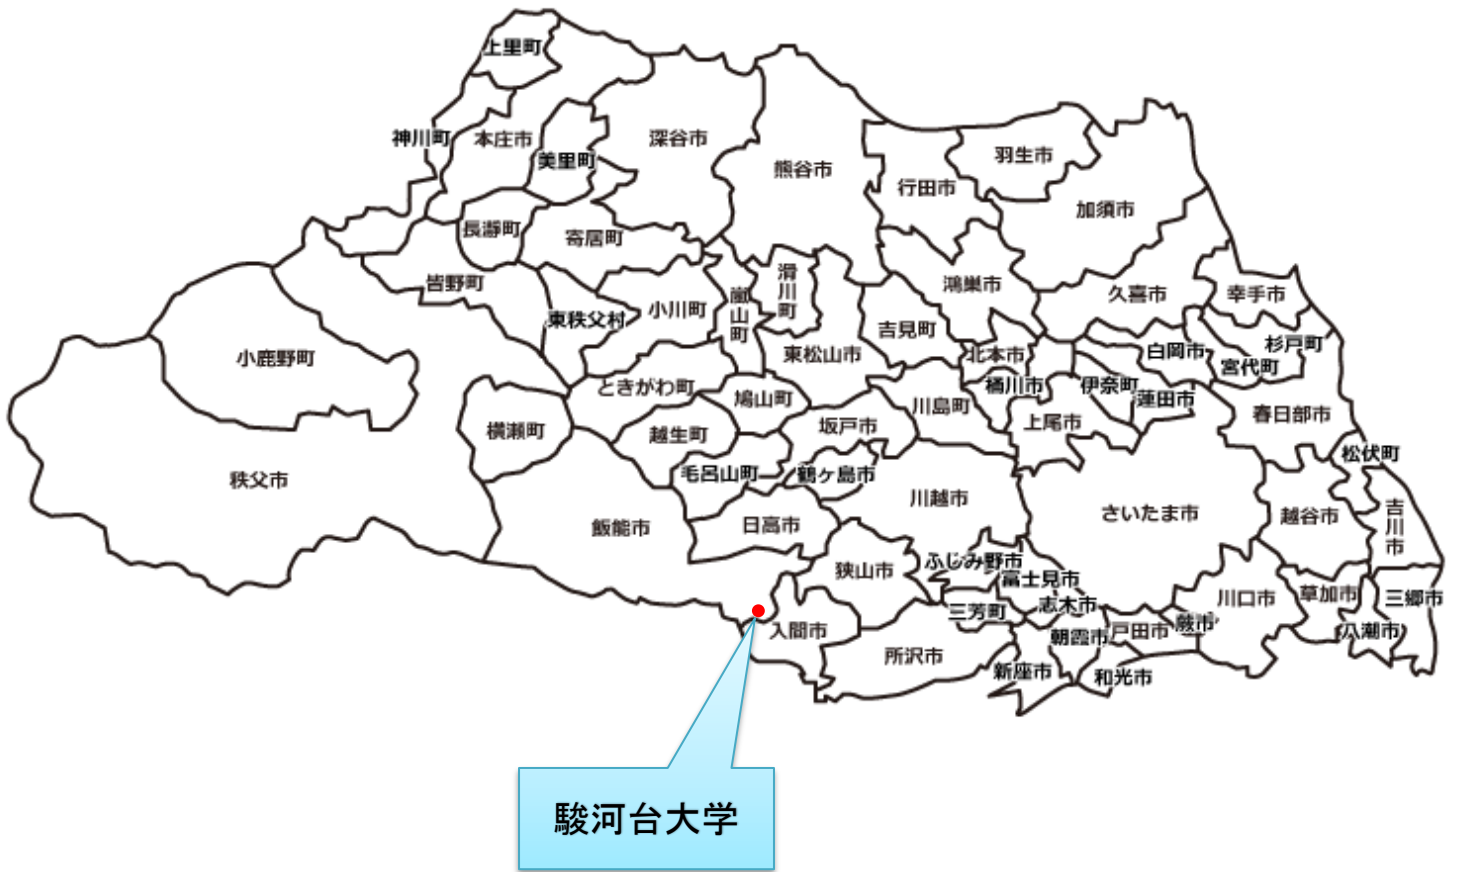 上里町
神川町
本庄市
美里町
深谷市
熊谷市
行田市
羽生市
加須市
長瀞町
寄居町
皆野町
東秩父村
小川町
嵐山町
滑川町
東松山市
吉見町
鴻巣市
久喜市
幸手市
杉戸町
宮代町
白岡市
北本市
桶川市
伊奈町
蓮田市
上尾市
春日部市
松伏町
小鹿野町
ときがわ町
鳩山町
川島町
横瀬町
越生町
坂戸市
毛呂山町
鶴ヶ島市
秩父市
飯能市
日高市
川越市
さいたま市
越谷市
吉川市
狭山市
ふじみ野市
富士見市
三芳町
志木市
川口市
草加市
三郷市
入間市
所沢市
新座市
朝霞市
戸田市
蕨市
八潮市
和光市
駿河台大学